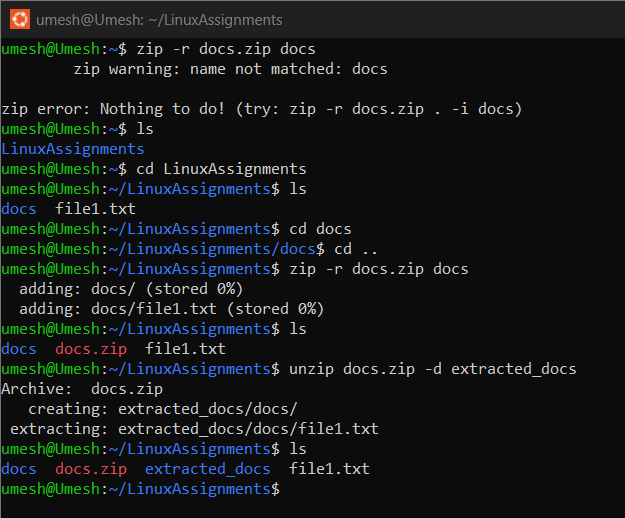 umesh@Umesh: ~/LinuxAssignments
umesh@Umesh:~$ zip -r docs.zip docs
        zip warning: name not matched: docs

zip error: Nothing to do! (try: zip -r docs.zip . -i docs)
umesh@Umesh:~$ ls
LinuxAssignments
umesh@Umesh:~$ cd LinuxAssignments
umesh@Umesh:~/LinuxAssignments$ ls
docs  file1.txt
umesh@Umesh:~/LinuxAssignments$ cd docs
umesh@Umesh:~/LinuxAssignments/docs$ cd ..
umesh@Umesh:~/LinuxAssignments$ zip -r docs.zip docs
  adding: docs/ (stored 0%)
  adding: docs/file1.txt (stored 0%)
umesh@Umesh:~/LinuxAssignments$ ls
docs  docs.zip  file1.txt
umesh@Umesh:~/LinuxAssignments$ unzip docs.zip -d extracted_docs
Archive:  docs.zip
   creating: extracted_docs/docs/
 extracting: extracted_docs/docs/file1.txt
umesh@Umesh:~/LinuxAssignments$ ls
docs  docs.zip  extracted_docs  file1.txt
umesh@Umesh:~/LinuxAssignments$